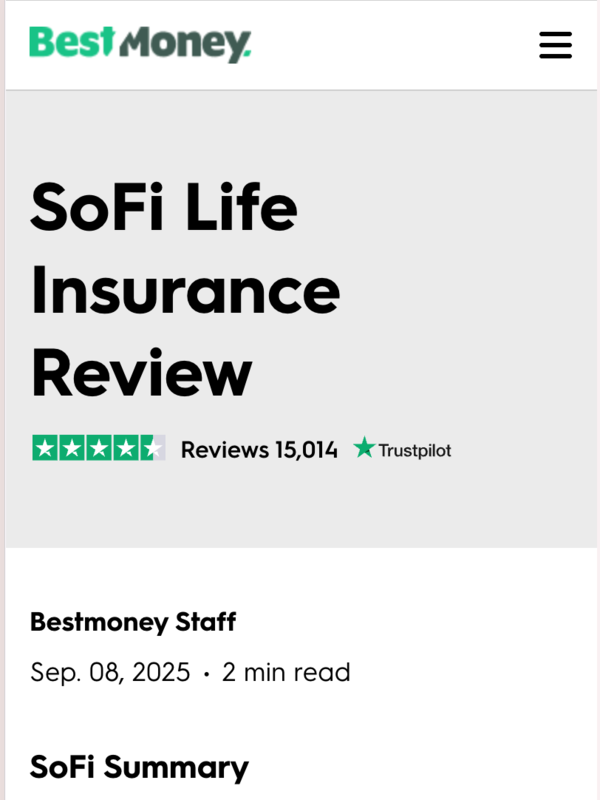 BestMoney.
SoFi Life
Insurance
Review
Reviews 15,014 Trustpilot
Bestmoney Staff
Sep. 08, 2025 · 2 min read
SoFi Summary